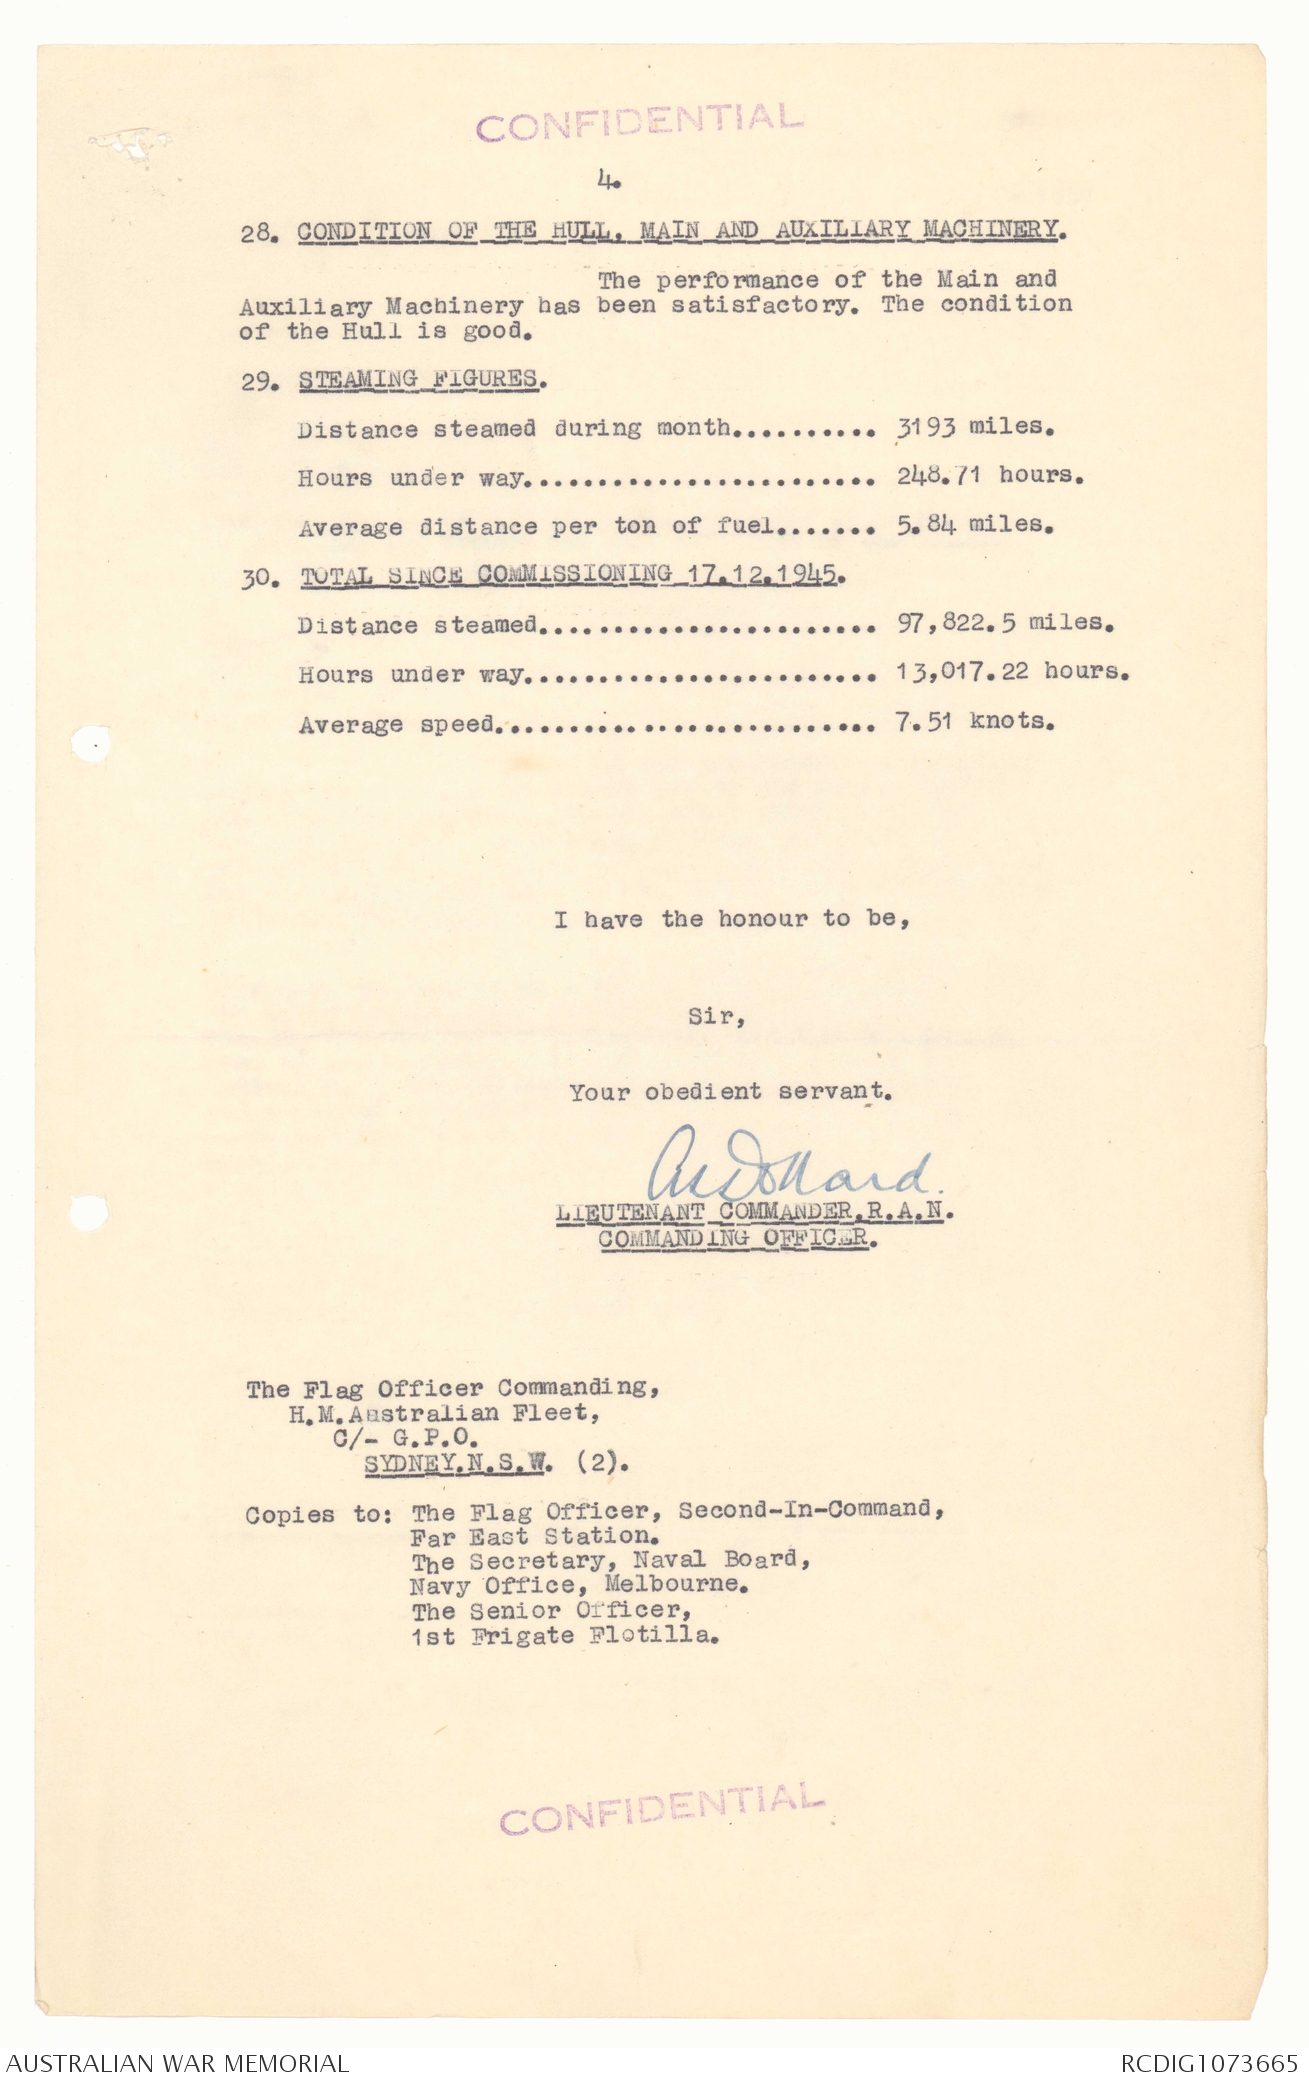 CONFIDENTIAL
4.
28. CONDITION OF THE HULL, MAIN AND AUXILIARY MACHINERY.
The performance of the Main and
Auxiliary Machinery has been satisfactory. The condition
of the Hull is good.
29. STEAMING FIGURES.
Distance steamed during month.......... 3193 miles.
Hours under way........................ 248.71 hours.
Average distance per ton of fuel....... 5.84 miles.
30. TOTAL SINCE COMMISSIONING 17.12.1945.
Distance steamed....................... 97,822.5 miles.
Hours under way........................ 13,017.22 hours.
Average speed.......................... 7.51 knots.
I have the honour to be,
Sir,
Your obedient servant.
Dollard.
LIEUTENANT COMMANDER.R.A.N.
COMMANDING OFFICER.
The Flag Officer Commanding,
H.M.Australian Fleet,
C/- G.P.O.
SYDNEY.N.S.W. (2).
Copies to: The Flag Officer, Second-In-Command,
Far East Station.
The Secretary, Naval Board,
Navy Office, Melbourne.
The Senior Officer,
1st Frigate Flotilla.
CONFIDENTIAL
AUSTRALIAN WAR MEMORIAL
RCDIG1073665